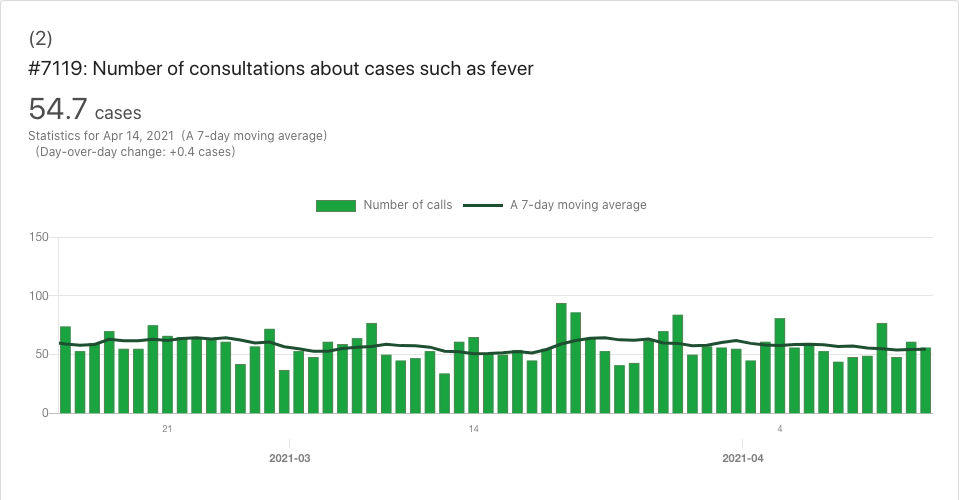 (2)
#7119: Number of consultations about cases such as fever
54.7 cases
Statistics for Apr 14, 2021 (A 7-day moving average)
(Day-over-day change: +0.4 cases)
Number of calls A 7-day moving average
150
100
50
0
21 14 4
2021-03 2021-04